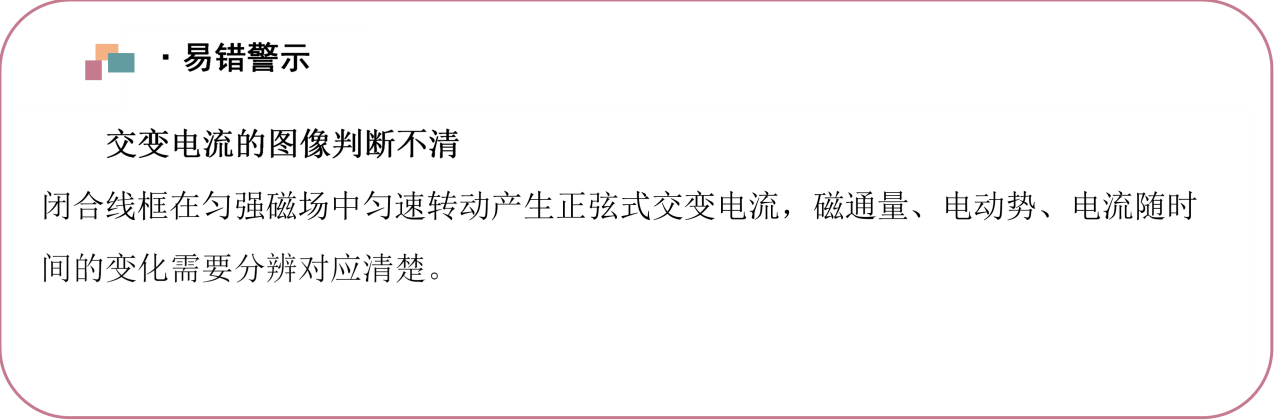 ·易错警示
交变电流的图像判断不清
闭合线框在匀强磁场中匀速转动产生正弦式交变电流，磁通量、电动势、电流随时
间的变化需要分辨对应清楚。